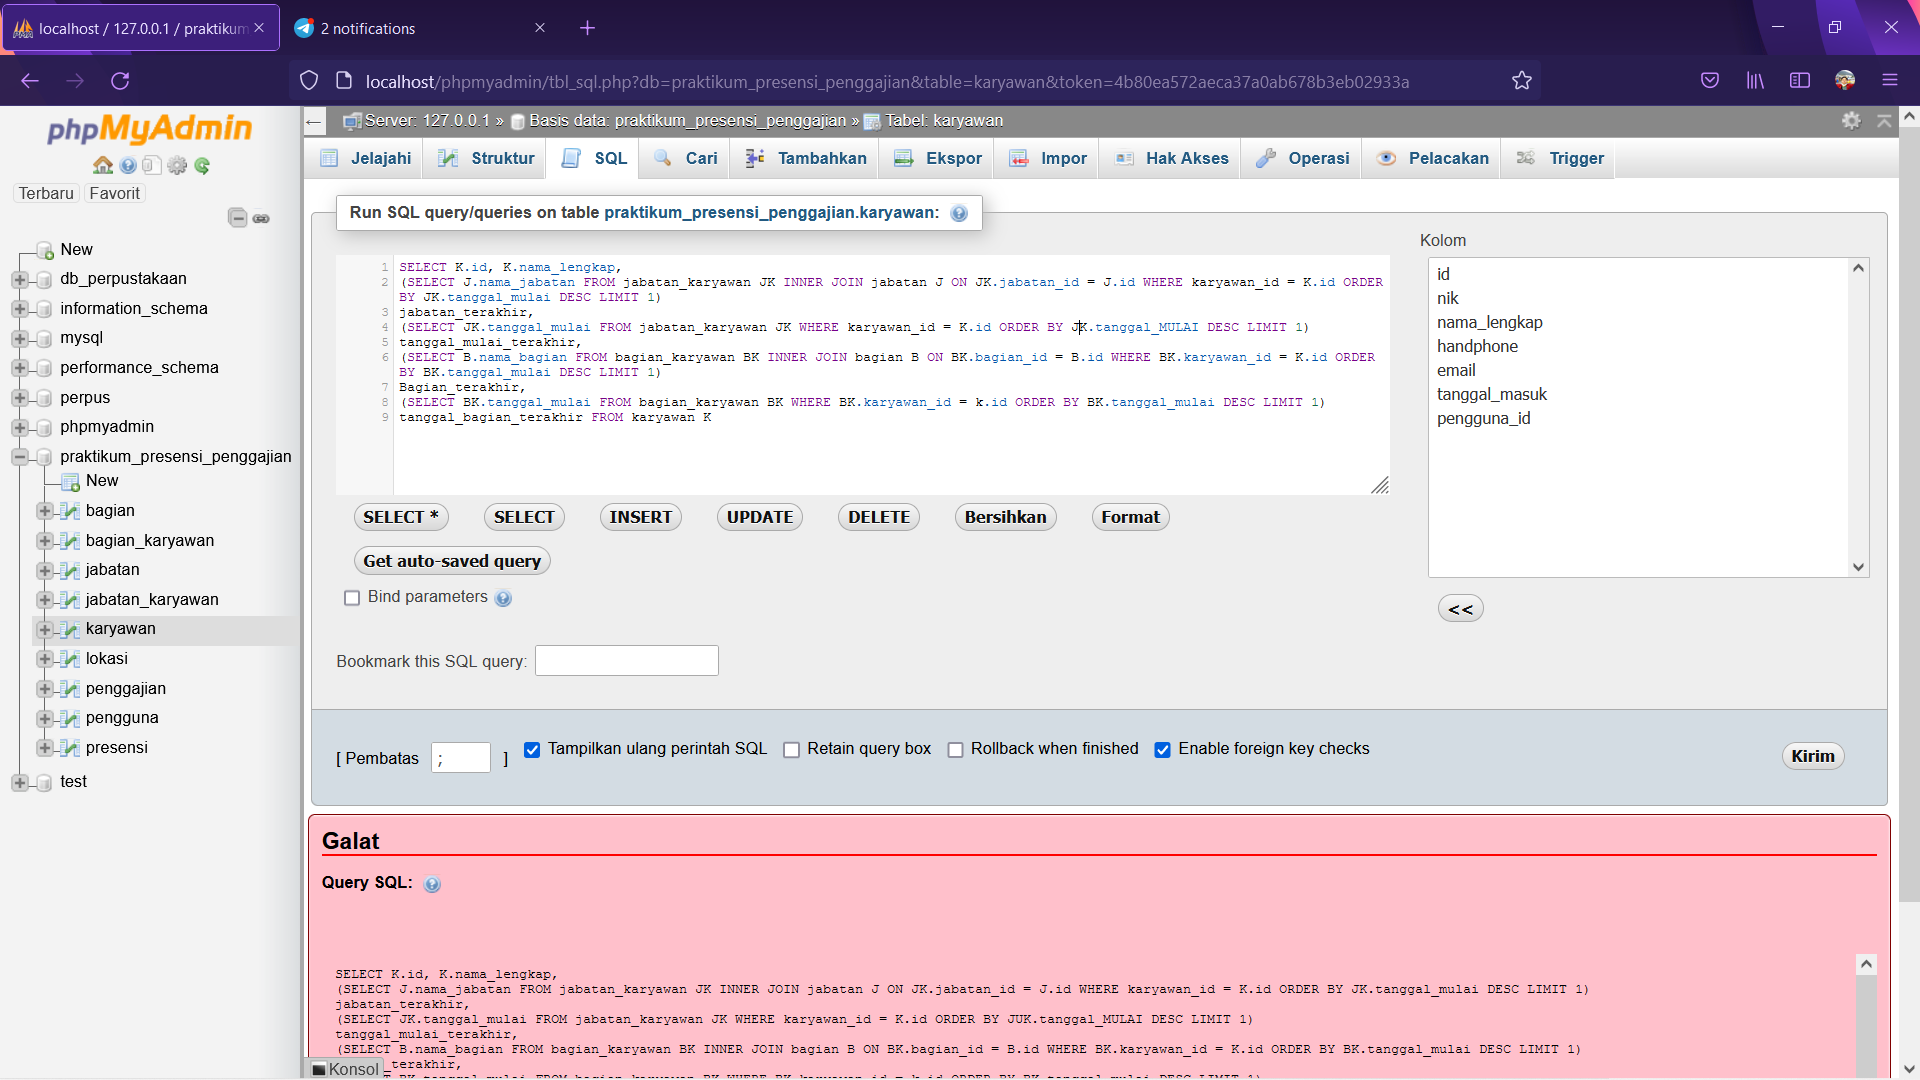 localhost / 127.0.0.1 / praktikum
2 notifications
localhost/phpmyadmin/tbl_sql.php?db=praktikum_presensi_penggajian&table=karyawan&token=4b80ea572aeca37a0ab678b3eb02933a
phpMyAdmin
Terbaru Favorit
New
db_perpustakaan
information_schema
mysql
performance_schema
perpus
phpmyadmin
praktikum_presensi_penggajian
New
bagian
bagian_karyawan
jabatan
jabatan_karyawan
karyawan
lokasi
penggajian
pengguna
presensi
test
Server: 127.0.0.1 » Basis data: praktikum_presensi_penggajian » Tabel: karyawan
Jelajahi Struktur SQL Cari Tambahkan Ekspor Impor Hak Akses Operasi Pelacakan Trigger
Run SQL query/queries on table praktikum_presensi_penggajian.karyawan:
1 SELECT K.id, K.nama_lengkap,
2 (SELECT J.nama_jabatan FROM jabatan_karyawan JK INNER JOIN jabatan J ON JK.jabatan_id = J.id WHERE karyawan_id = K.id ORDER
BY JK.tanggal_mulai DESC LIMIT 1)
3 jabatan_terakhir,
4 (SELECT JK.tanggal_mulai FROM jabatan_karyawan JK WHERE karyawan_id = K.id ORDER BY JK.tanggal_MULAI DESC LIMIT 1)
5 tanggal_mulai_terakhir,
6 (SELECT B.nama_bagian FROM bagian_karyawan BK INNER JOIN bagian B ON BK.bagian_id = B.id WHERE BK.karyawan_id = K.id ORDER
BY BK.tanggal_mulai DESC LIMIT 1)
7 Bagian_terakhir,
8 (SELECT BK.tanggal_mulai FROM bagian_karyawan BK WHERE BK.karyawan_id = k.id ORDER BY BK.tanggal_mulai DESC LIMIT 1)
9 tanggal_bagian_terakhir FROM karyawan K
Kolom
id
nik
nama_lengkap
handphone
email
tanggal_masuk
pengguna_id
<<
SELECT * SELECT INSERT UPDATE DELETE Bersihkan Format
Get auto-saved query
Bind parameters
Bookmark this SQL query:
[ Pembatas ; ] Tampilkan ulang perintah SQL Retain query box Rollback when finished Enable foreign key checks
Kirim
Galat
Query SQL:
SELECT K.id, K.nama_lengkap,
(SELECT J.nama_jabatan FROM jabatan_karyawan JK INNER JOIN jabatan J ON JK.jabatan_id = J.id WHERE karyawan_id = K.id ORDER BY JK.tanggal_mulai DESC LIMIT 1)
jabatan_terakhir,
(SELECT JK.tanggal_mulai FROM jabatan_karyawan JK WHERE karyawan_id = K.id ORDER BY JUK.tanggal_MULAI DESC LIMIT 1)
tanggal_mulai_terakhir,
(SELECT B.nama_bagian FROM bagian_karyawan BK INNER JOIN bagian B ON BK.bagian_id = B.id WHERE BK.karyawan_id = K.id ORDER BY BK.tanggal_mulai DESC LIMIT 1)
_terakhir,
Konsol